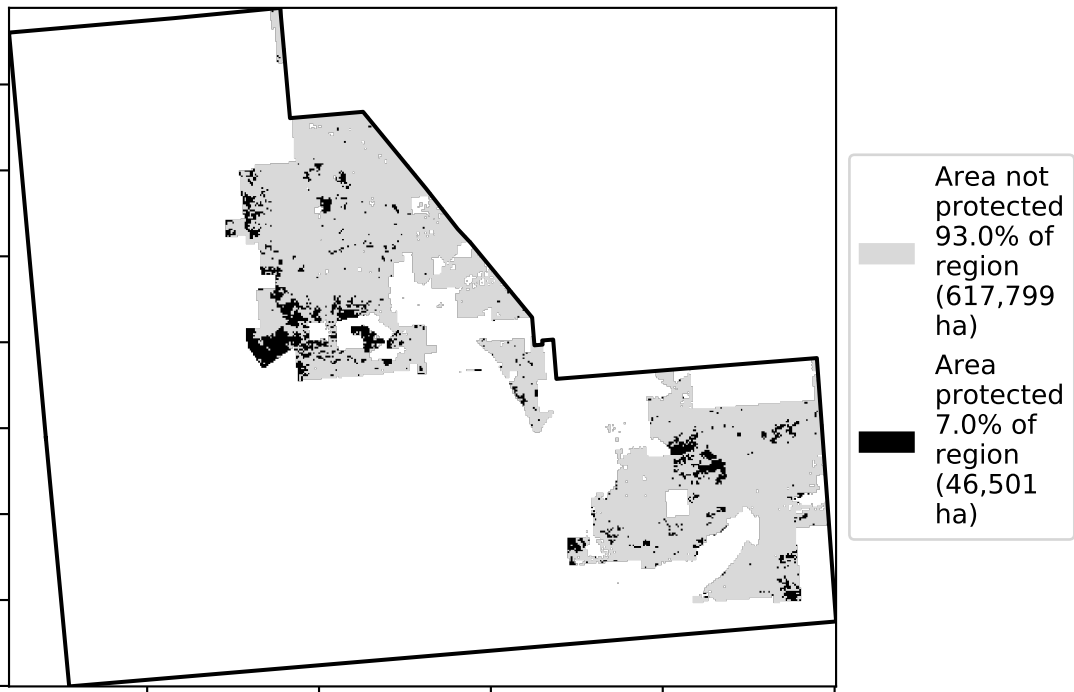 Area not
protected
93.0% of
region
(617,799
ha)
Area
protected
7.0% of
region
(46,501
ha)